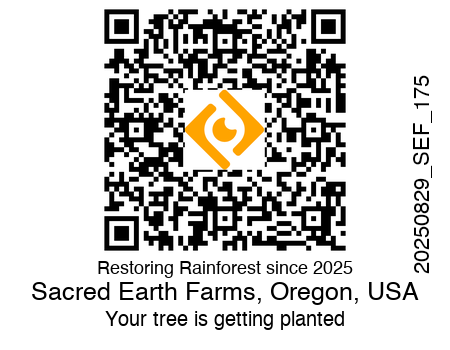 Restoring Rainforest since 2025
Sacred Earth Farms, Oregon, USA
Your tree is getting planted
20250829_SEF_175